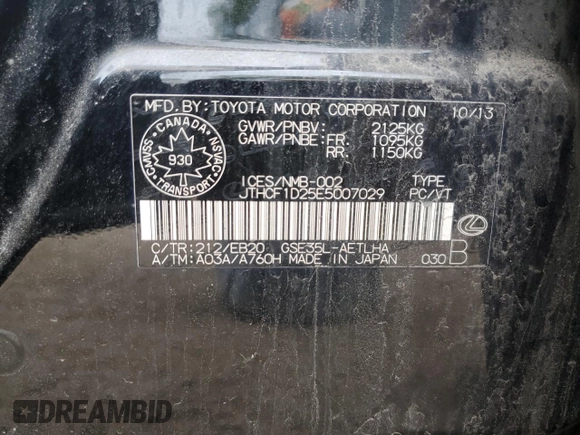 MFD.BY:TOYOTA MOTOR CORPORATION 10/13
GVWR/PNBV: 2125KG
GAWR/PNBE:FR. 1095KG
RR. 1150KG
CANADA
CMVSS NSVAC
930
TRANSPORT
ICES/NMB-002 TYPE
JTHCF1D25E5007029 PC/VT
C/TR:212/EB20 GSE35L-AETLHA
A/TM:A03A/A760H MADE IN JAPAN 030 B
DREAMBID